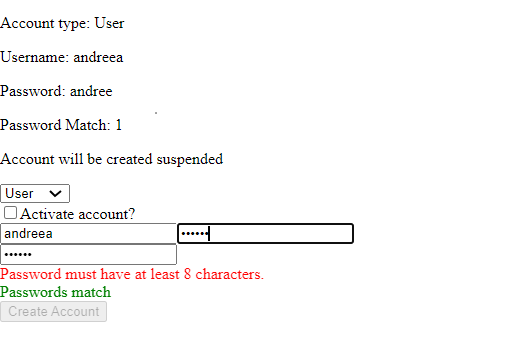 Account type: User
Username: andreea
Password: andree
Password Match: 1
Account will be created suspended
User
Activate account?
andreea ••••••
••••••
Password must have at least 8 characters.
Passwords match
Create Account